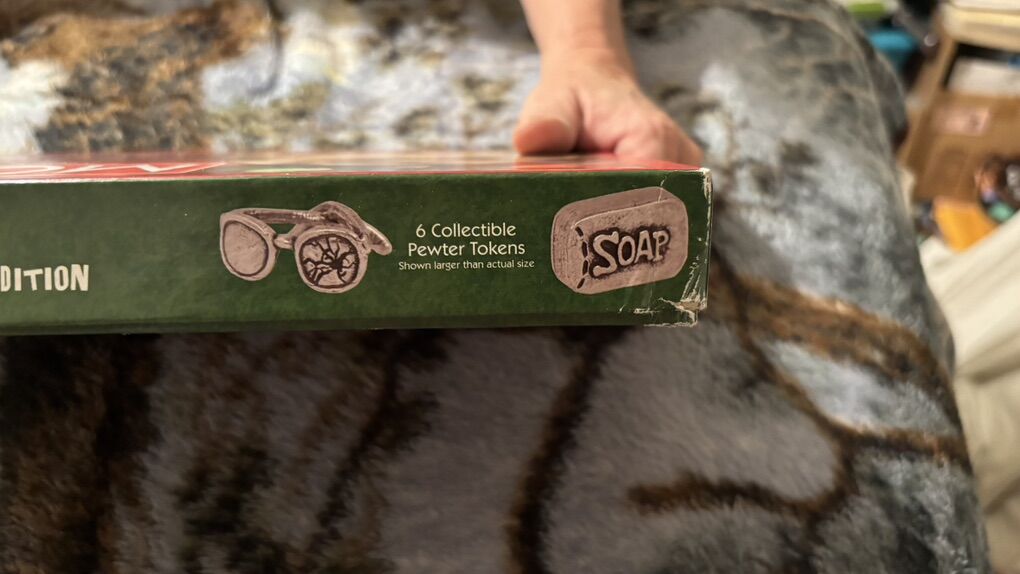 DITION
6 Collectible
Pewter Tokens
Shown larger than actual size
SOAP